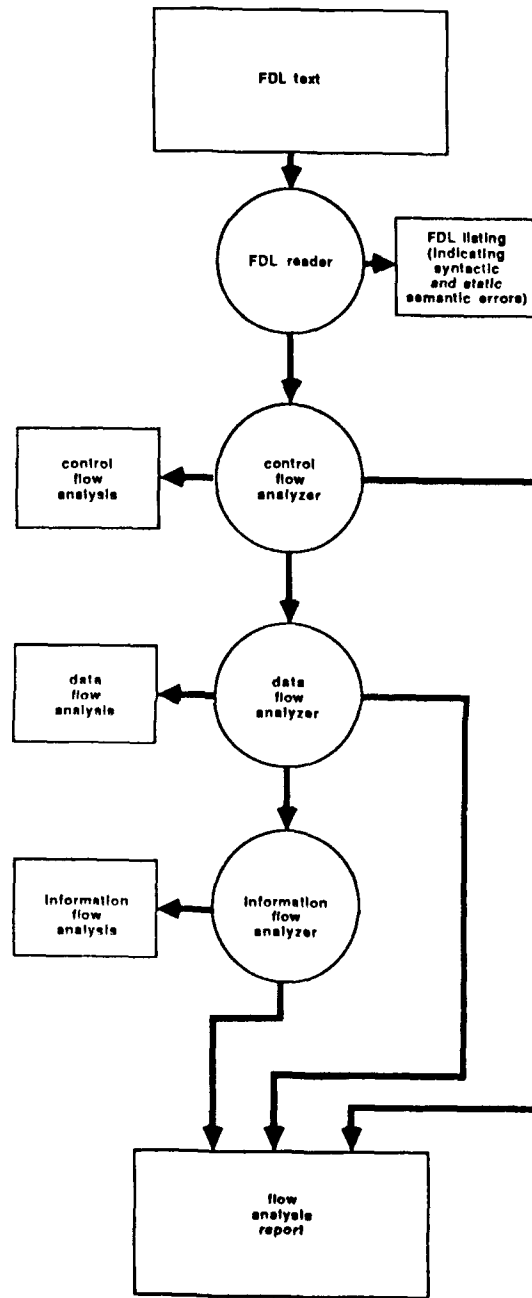 FDL text
FDL reader
FDL listing
(indicating
syntactic
and static
semantic errors)
control
flow
analysis
control
flow
analyzer
data
flow
analysis
data
flow
analyzer
Information
flow
analysis
Information
flow
analyzer
flow
analysis
report